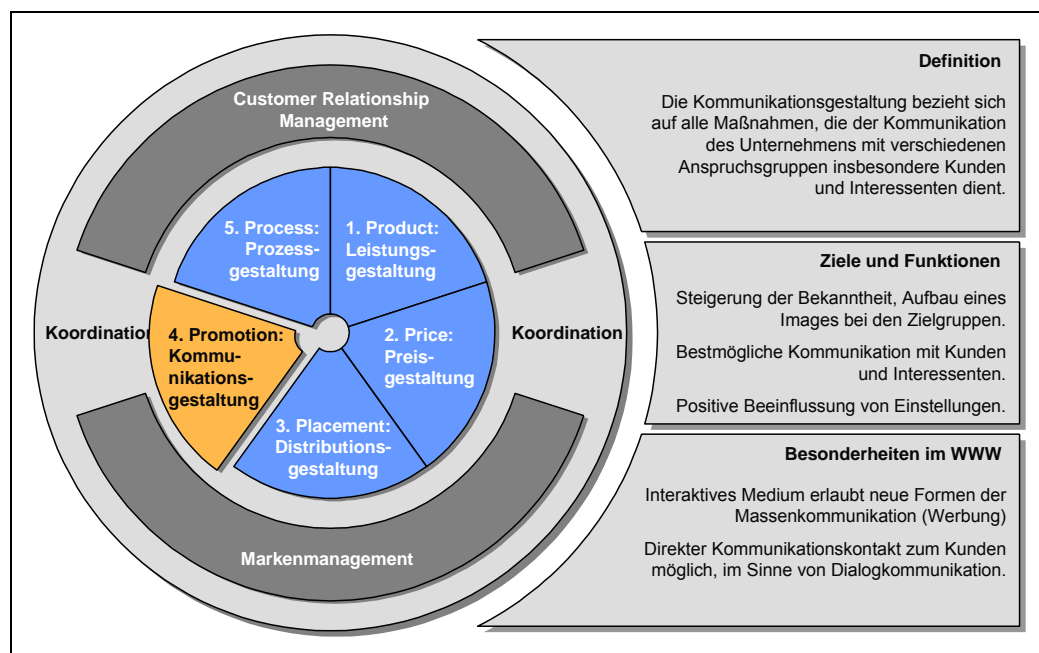 Customer Relationship
Management
5. Process:
Prozess-
gestaltung
1. Product:
Leistungs-
gestaltung
Koordination
4. Promotion:
Kommu-
nikations-
gestaltung
2. Price:
Preis-
gestaltung
Koordination
3. Placement:
Distributions-
gestaltung
Markenmanagement
Definition
Die Kommunikationsgestaltung bezieht sich
auf alle Maßnahmen, die der Kommunikation
des Unternehmens mit verschiedenen
Anspruchsgruppen insbesondere Kunden
und Interessenten dient.
Ziele und Funktionen
Steigerung der Bekanntheit, Aufbau eines
Images bei den Zielgruppen.
Bestmögliche Kommunikation mit Kunden
und Interessenten.
Positive Beeinflussung von Einstellungen.
Besonderheiten im WWW
Interaktives Medium erlaubt neue Formen der
Massenkommunikation (Werbung)
Direkter Kommunikationskontakt zum Kunden
möglich, im Sinne von Dialogkommunikation.